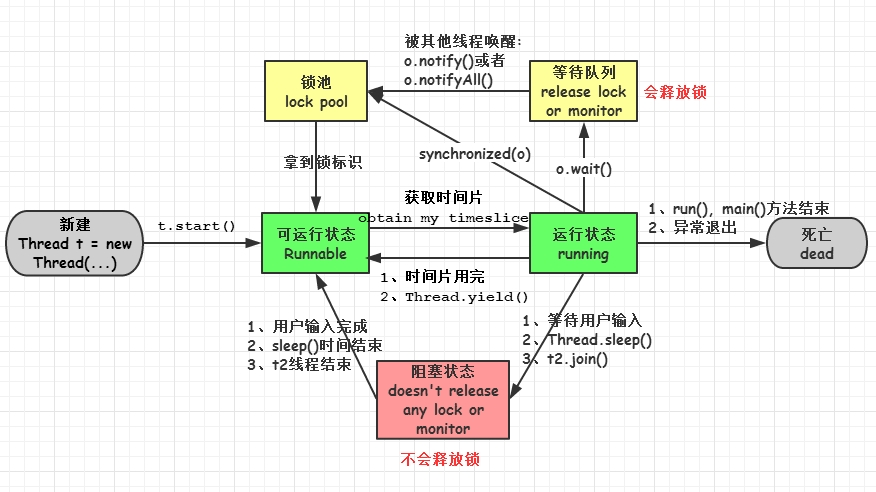 被其他线程唤醒:
o.notify()或者
o.notifyAll()
锁池
lock pool
等待队列
release lock
or monitor
会释放锁
synchronized(o)
o.wait()
拿到锁标识
新建
Thread t = new
Thread(...)
t.start()
可运行状态
Runnable
获取时间片
obtain my timeslice
运行状态
running
1、run(), main()方法结束
2、异常退出
死亡
dead
1、时间片用完
2、Thread.yield()
1、用户输入完成
2、sleep()时间结束
3、t2线程结束
1、等待用户输入
2、Thread.sleep()
3、t2.join()
阻塞状态
doesn't release
any lock or
monitor
不会释放锁